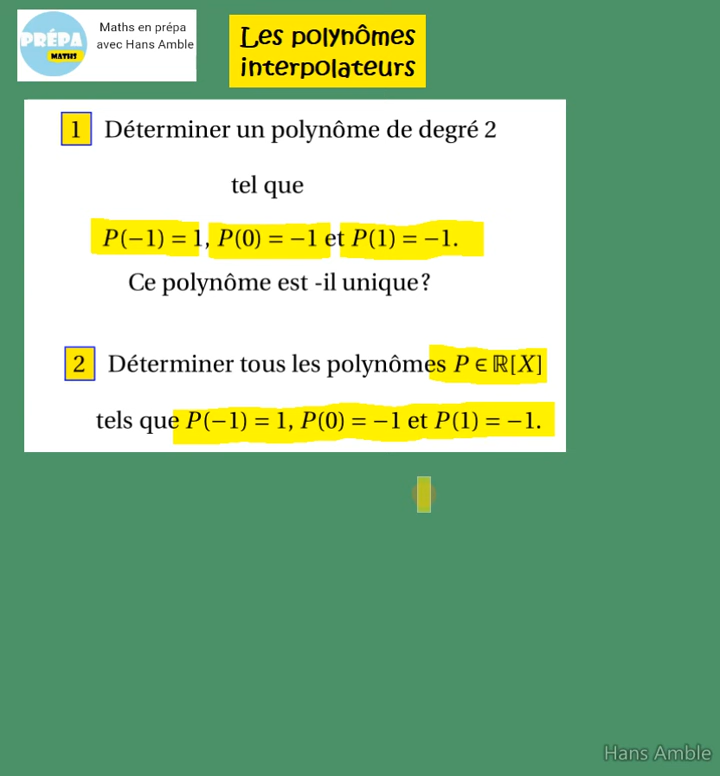 PRÉPA
MATHS
Maths en prépa
avec Hans Amble
Les polynômes
interpolateurs
1 Déterminer un polynôme de degré 2
tel que
P(−1) = 1, P(0) = −1 et P(1) = −1.
Ce polynôme est -il unique?
2 Déterminer tous les polynômes P ∈ ℝ[X]
tels que P(−1) = 1, P(0) = −1 et P(1) = −1.
Hans Amble